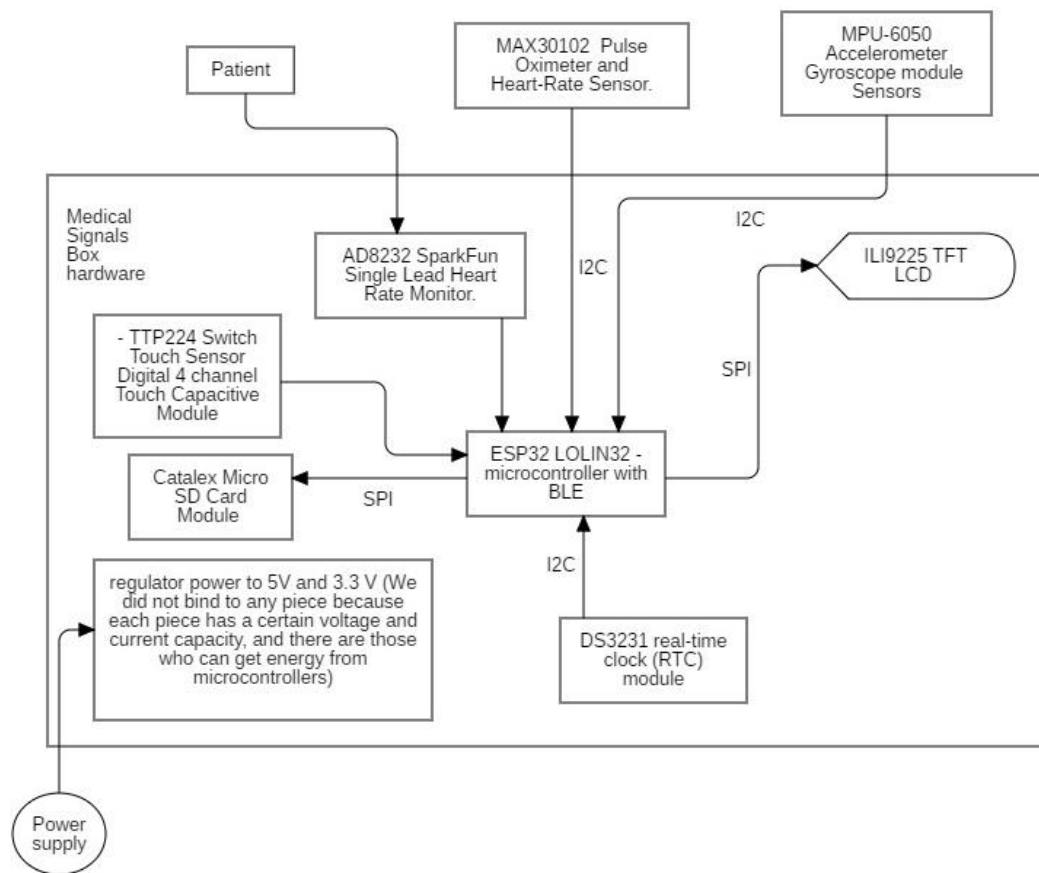 Patient
MAX30102 Pulse
Oximeter and
Heart-Rate Sensor.
MPU-6050
Accelerometer
Gyroscope module
Sensors
Medical
Signals
Box
hardware
AD8232 SparkFun
Single Lead Heart
Rate Monitor.
I2C
I2C
ILI9225 TFT
LCD
- TTP224 Switch
Touch Sensor
Digital 4 channel
Touch Capacitive
Module
SPI
ESP32 LOLIN32 -
microcontroller with
BLE
Catalex Micro
SD Card
Module
SPI
I2C
regulator power to 5V and 3.3 V (We
did not bind to any piece because
each piece has a certain voltage and
current capacity, and there are those
who can get energy from
microcontrollers)
DS3231 real-time
clock (RTC)
module
Power
supply